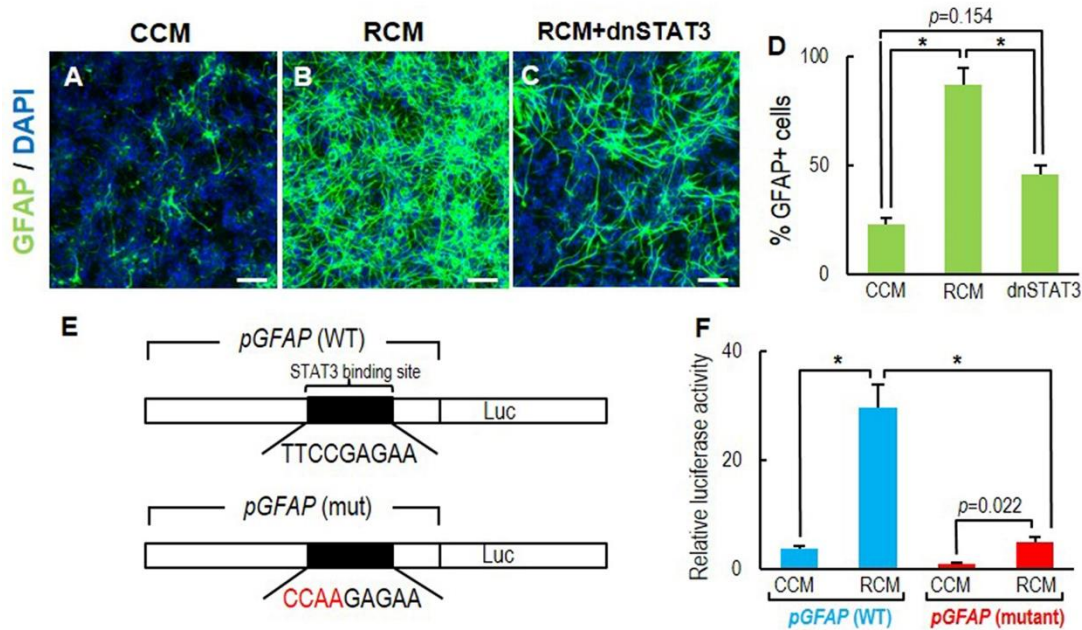 CCM
RCM
RCM+dnSTAT3
GFAP / DAPI
A
B
C
D
p=0.154
*
*
100
50
0
% GFAP+ cells
CCM
RCM
dnSTAT3
E
pGFAP (WT)
STAT3 binding site
Luc
TTCCGAGAA
pGFAP (mut)
Luc
CCAAGAGAA
F
40
20
0
Relative luciferase activity
*
*
p=0.022
CCM
RCM
CCM
RCM
pGFAP (WT)
pGFAP (mutant)